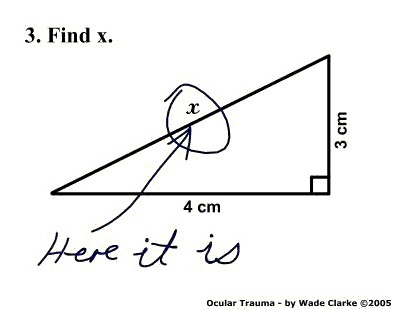 3. Find x.
x
3 cm
4 cm
Here it is
Ocular Trauma - by Wade Clarke ©2005